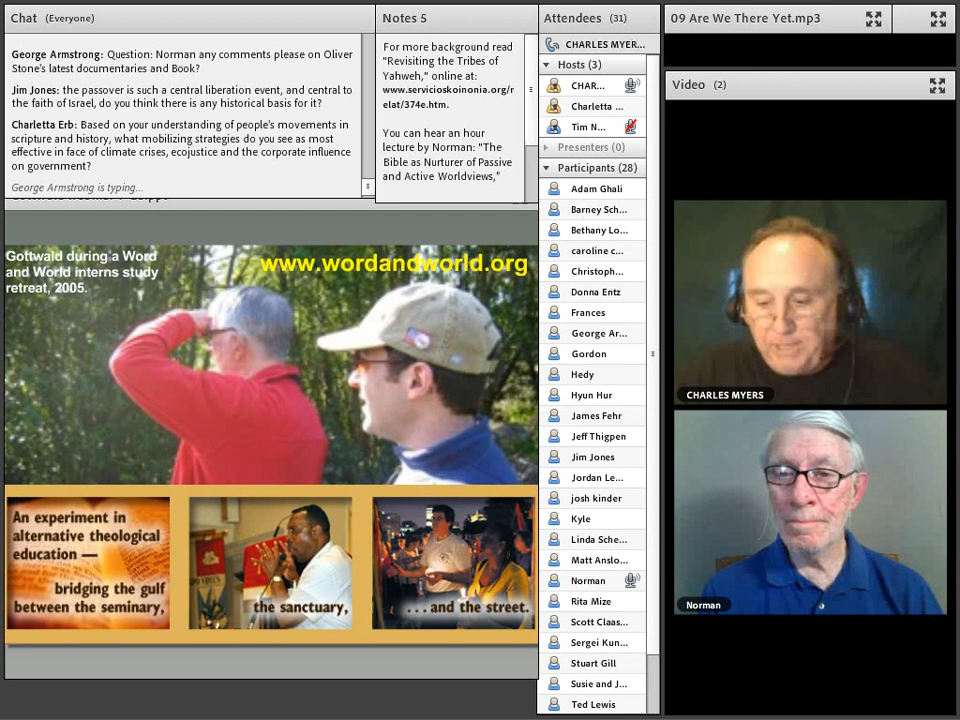 Chat (Everyone)
George Armstrong: Question: Norman any comments please on Oliver
Stone's latest documentaries and Book?
Jim Jones: the passover is such a central liberation event, and central to
the faith of Israel, do you think there is any historical basis for it?
Charletta Erb: Based on your understanding of people's movements in
scripture and history, what mobilizing strategies do you see as most
effective in face of climate crises, ecojustice and the corporate influence
on government?
George Armstrong is typing...
Notes 5
For more background read
"Revisiting the Tribes of
Yahweh," online at:
www.servicioskoinonia.org/r
elat/374e.htm.
You can hear an hour
lecture by Norman: "The
Bible as Nurturer of Passive
and Active Worldviews,"
Gottwald during a Word
and World interns study
retreat, 2005.
www.wordandworld.org
An experiment in
alternative theological
education —
bridging the gulf
between the seminary,
the sanctuary,
. . . and the street.
Attendees (31)
CHARLES MYER...
Hosts (3)
CHAR...
Charletta ...
Tim N...
Presenters (0)
Participants (28)
Adam Ghali
Barney Sch...
Bethany Lo...
caroline c...
Christoph...
Donna Entz
Frances
George Ar...
Gordon
Hedy
Hyun Hur
James Fehr
Jeff Thigpen
Jim Jones
Jordan Le...
josh kinder
Kyle
Linda Sche...
Matt Anslo...
Norman
Rita Mize
Scott Claas...
Sergei Kun...
Stuart Gill
Susie and J...
Ted Lewis
09 Are We There Yet.mp3
Video (2)
CHARLES MYERS
Norman